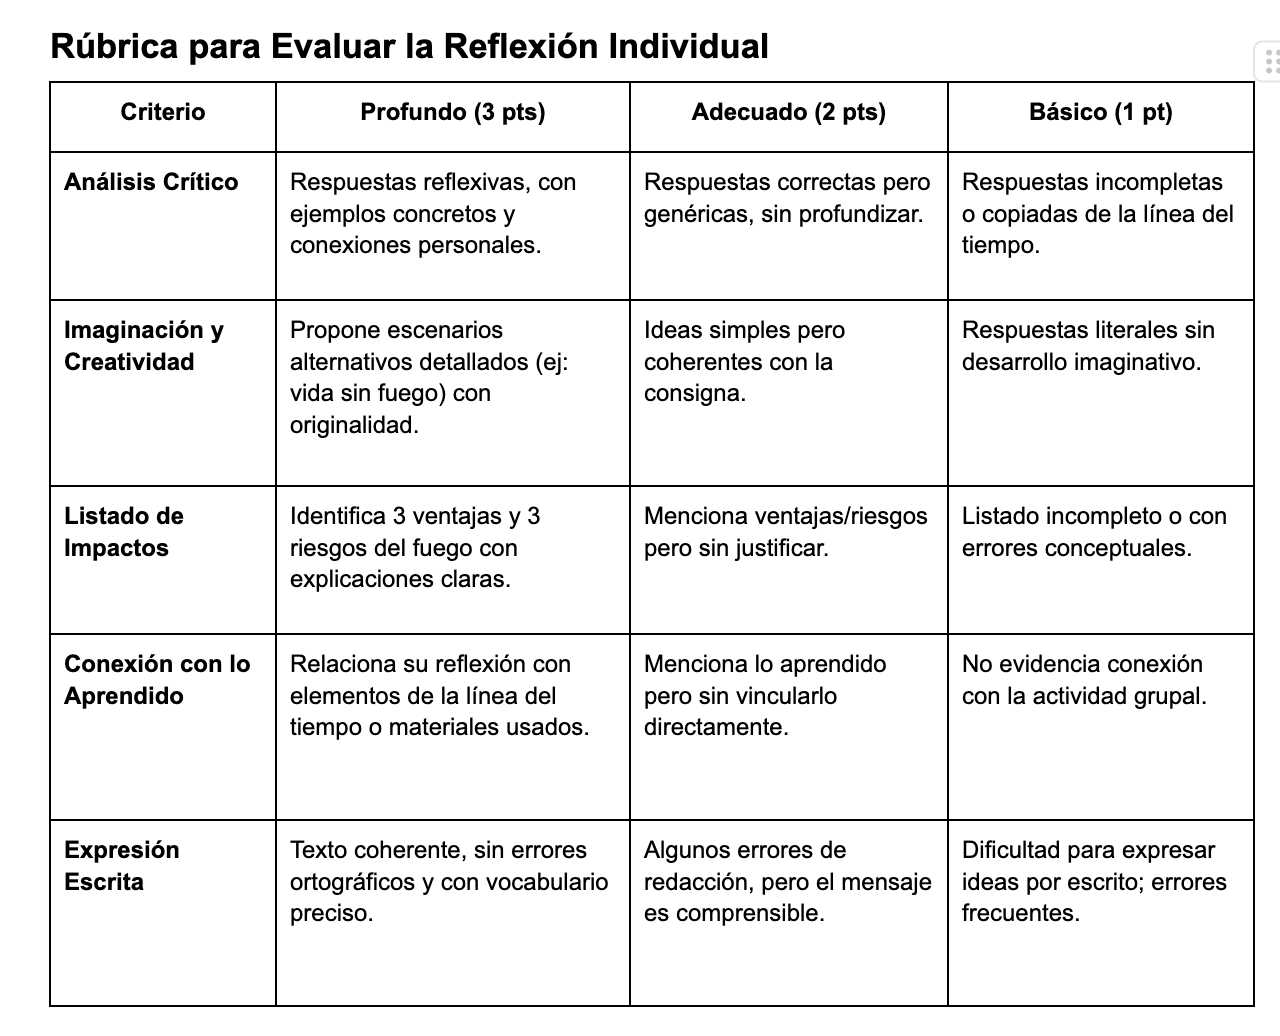 Rúbrica para Evaluar la Reflexión Individual
Criterio
Profundo (3 pts)
Adecuado (2 pts)
Básico (1 pt)
Análisis Crítico
Respuestas reflexivas, con
ejemplos concretos y
conexiones personales.
Respuestas correctas pero
genéricas, sin profundizar.
Respuestas incompletas
o copiadas de la línea del
tiempo.
Imaginación y
Creatividad
Propone escenarios
alternativos detallados (ej:
vida sin fuego) con
originalidad.
Ideas simples pero
coherentes con la
consigna.
Respuestas literales sin
desarrollo imaginativo.
Listado de
Impactos
Identifica 3 ventajas y 3
riesgos del fuego con
explicaciones claras.
Menciona ventajas/riesgos
pero sin justificar.
Listado incompleto o con
errores conceptuales.
Conexión con lo
Aprendido
Relaciona su reflexión con
elementos de la línea del
tiempo o materiales usados.
Menciona lo aprendido
pero sin vincularlo
directamente.
No evidencia conexión
con la actividad grupal.
Expresión
Escrita
Texto coherente, sin errores
ortográficos y con vocabulario
preciso.
Algunos errores de
redacción, pero el mensaje
es comprensible.
Dificultad para expresar
ideas por escrito; errores
frecuentes.